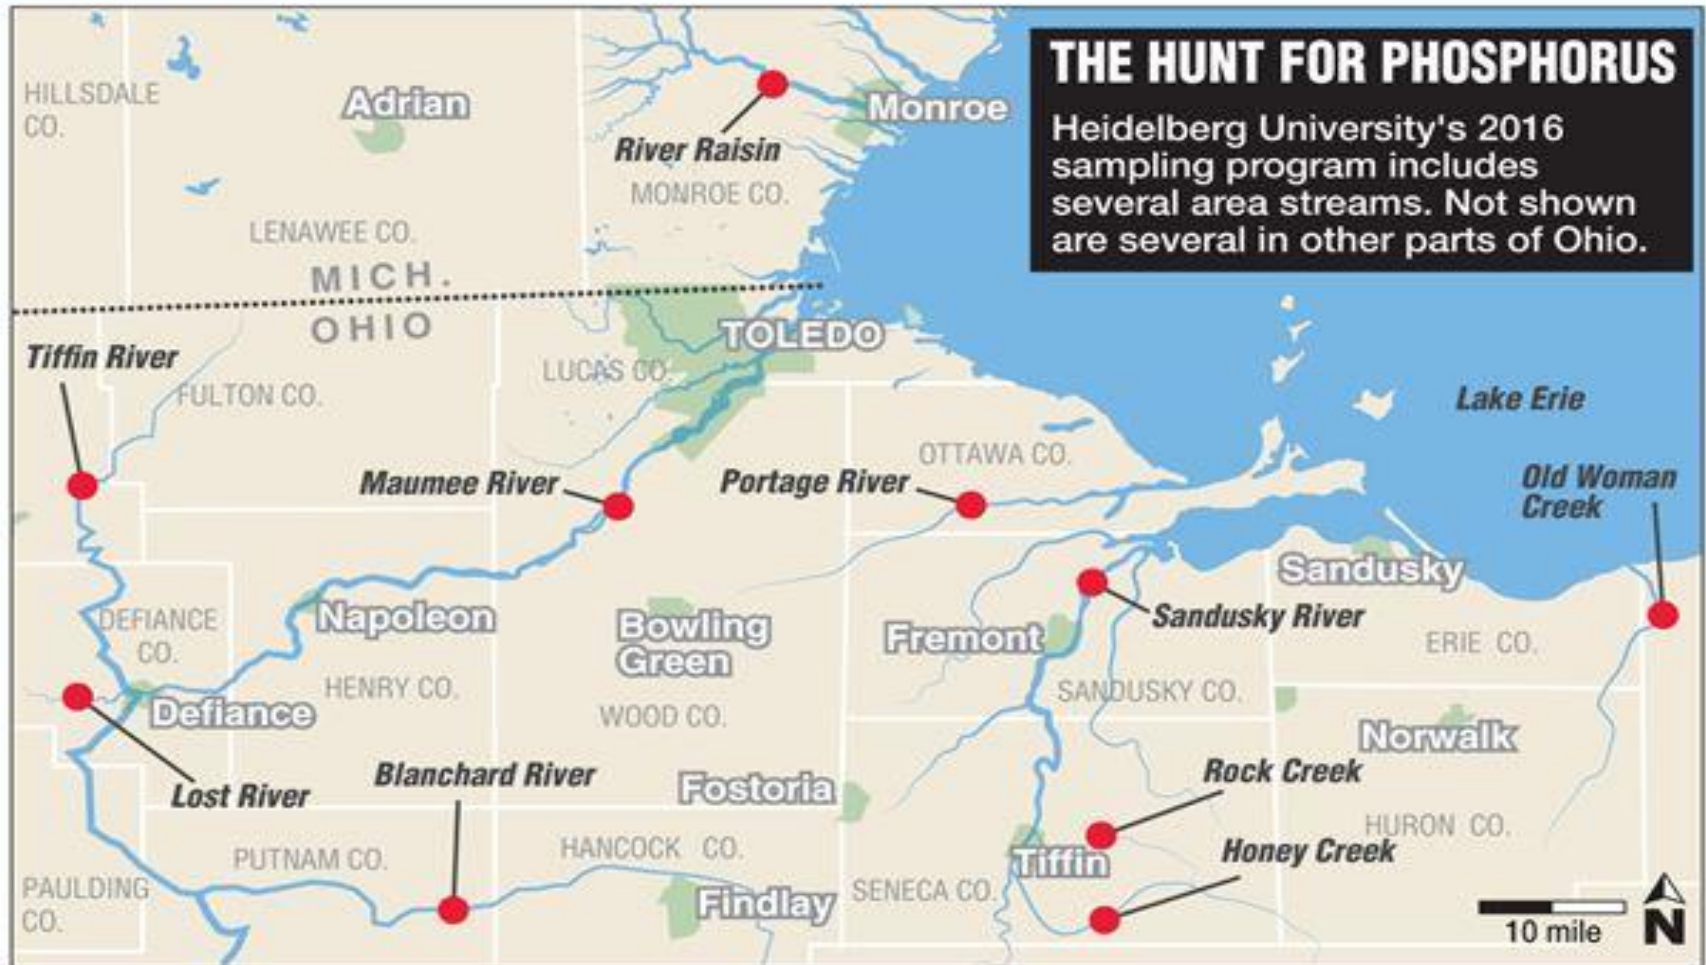 THE HUNT FOR PHOSPHORUS
Heidelberg University's 2016
sampling program includes
several area streams. Not shown
are several in other parts of Ohio.
HILLSDALE
CO.
Adrian
Monroe
River Raisin
MONROE CO.
LENAWEE CO.
MICH.
OHIO
TOLEDO
Tiffin River
LUCAS CO.
FULTON CO.
Lake Erie
OTTAWA CO.
Maumee River
Portage River
Old Woman
Creek
Sandusky
DEFIANCE
CO.
Napoleon
Bowling
Green
Fremont
Sandusky River
ERIE CO.
HENRY CO.
SANDUSKY CO.
Defiance
WOOD CO.
Norwalk
Lost River
Blanchard River
Fostoria
Rock Creek
HURON CO.
PUTNAM CO.
HANCOCK CO.
Honey Creek
Tiffin
PAULDING
CO.
Findlay
SENECA CO.
10 mile
N